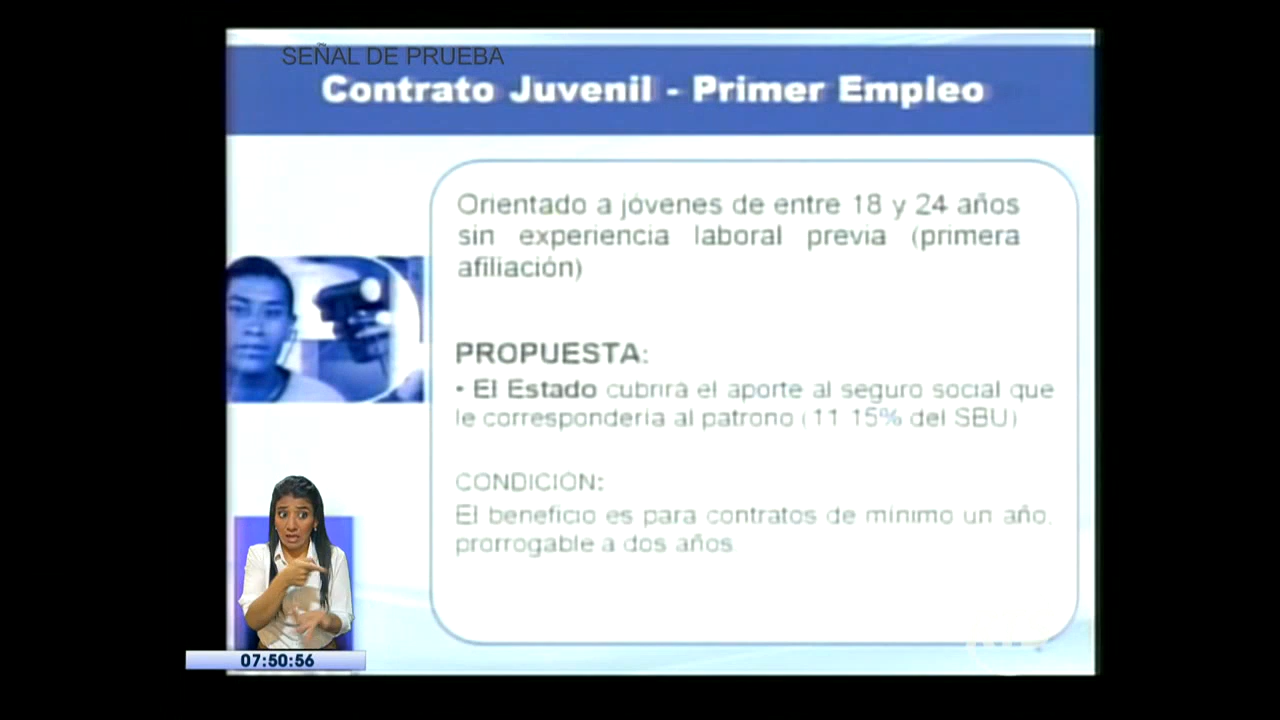 SEÑAL DE PRUEBA
Contrato Juvenil - Primer Empleo
Orientado a jóvenes de entre 18 y 24 años
sin experiencia laboral previa (primera
afiliación)
PROPUESTA:
• El Estado cubrirá el aporte al seguro social que
le correspondería al patrono (11 15% del SBU)
CONDICIÓN:
El beneficio es para contratos de mínimo un año,
prorrogable a dos años
07:50:56